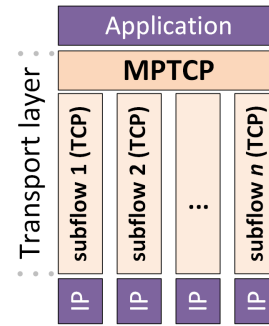 Application
Transport layer
MPTCP
subflow 1 (TCP)
subflow 2 (TCP)
...
subflow n (TCP)
IP
IP
IP
IP